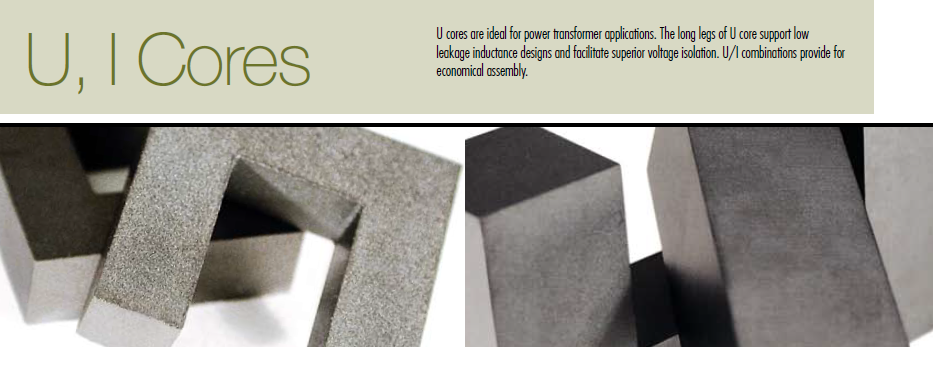 U, I Cores
U cores are ideal for power transformer applications. The long legs of U core support low
leakage inductance designs and facilitate superior voltage isolation. U/I combinations provide for
economical assembly.